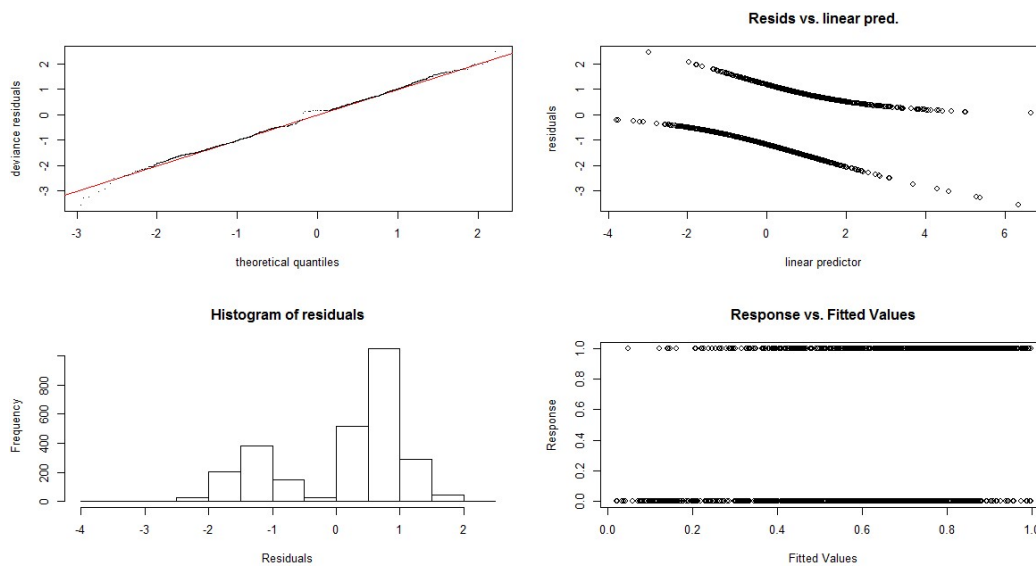 deviance residuals
2
1
0
-1
-2
-3
-3 -2 -1 0 1 2
theoretical quantiles
Resids vs. linear pred.
residuals
2
1
0
-1
-2
-3
-4 -2 0 2 4 6
linear predictor
Histogram of residuals
Frequency
800
600
400
200
0
-4 -3 -2 -1 0 1 2
Residuals
Response vs. Fitted Values
Response
1.0
0.8
0.6
0.4
0.2
0.0
0.0 0.2 0.4 0.6 0.8 1.0
Fitted Values